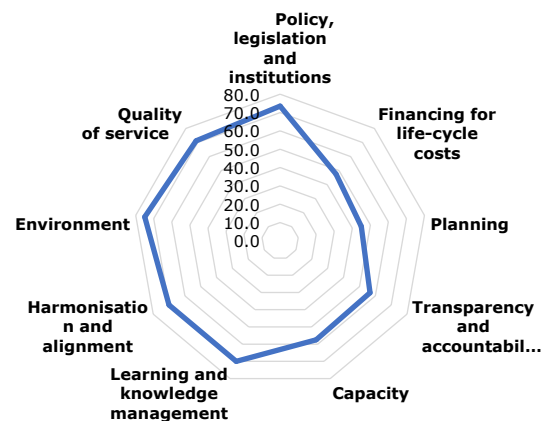 Policy,
legislation
and
institutions
Financing for
life-cycle
costs
Planning
Transparency
and
accountabil...
Capacity
Learning and
knowledge
management
Harmonisatio
n and
alignment
Environment
Quality
of service
80.0
70.0
60.0
50.0
40.0
30.0
20.0
10.0
0.0